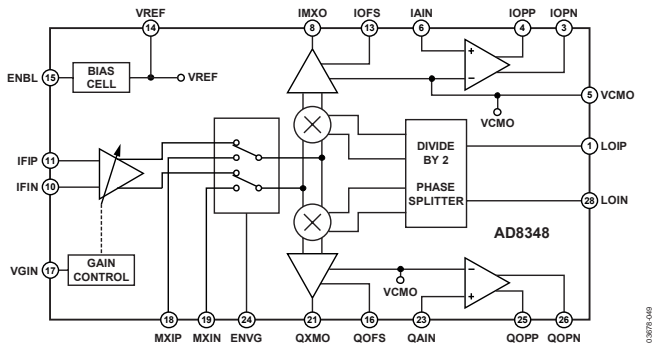 VREF IMXO IOFS IAIN IOPP IOPN
14 8 13 6 4 3
ENBL 15 BIAS CELL VREF
VCMO 5
VCMO
IFIP 11
IFIN 10
DIVIDE
BY 2
PHASE
SPLITTER
1 LOIP
28 LOIN
AD8348
VGIN 17 GAIN CONTROL
VCMO
18 19 24 21 16 23 25 26
MXIP MXIN ENVG QXMO QOFS QAIN QOPP QOPN
03678-049